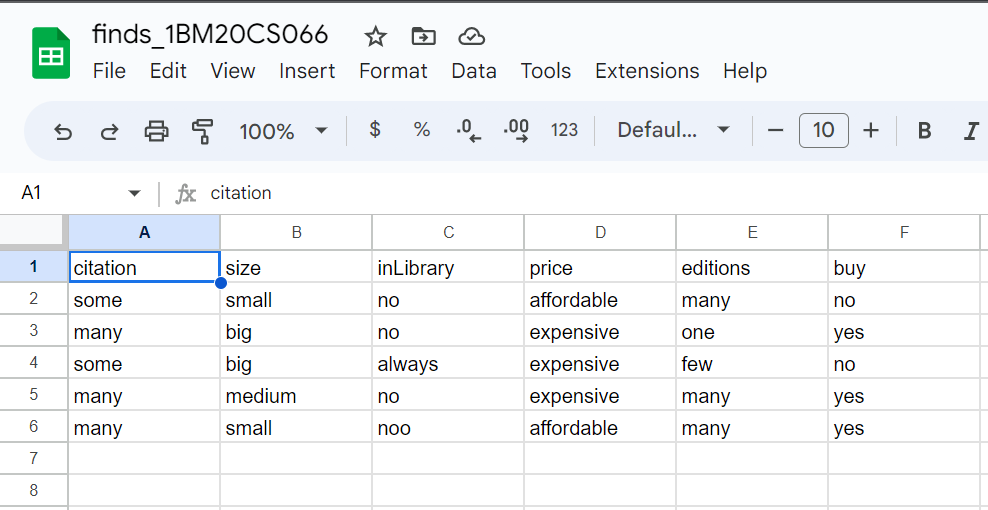 finds_1BM20CS066
File Edit View Insert Format Data Tools Extensions Help
100% $ % .0 .00 123 Defaul... − 10 + B I
A1 fx citation
A B C D E F
1 citation size inLibrary price editions buy
2 some small no affordable many no
3 many big no expensive one yes
4 some big always expensive few no
5 many medium no expensive many yes
6 many small noo affordable many yes
7
8